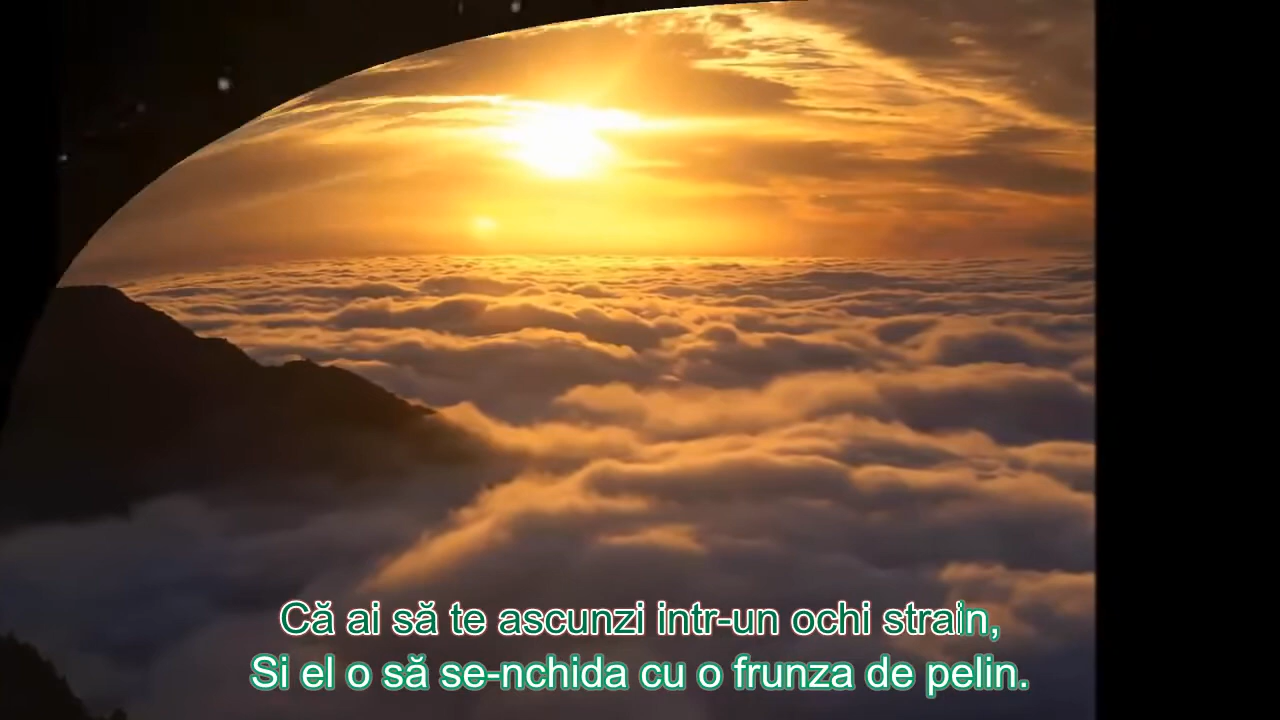 Că ai să te ascunzi intr-un ochi strain,
Si el o să se-nchida cu o frunza de pelin.